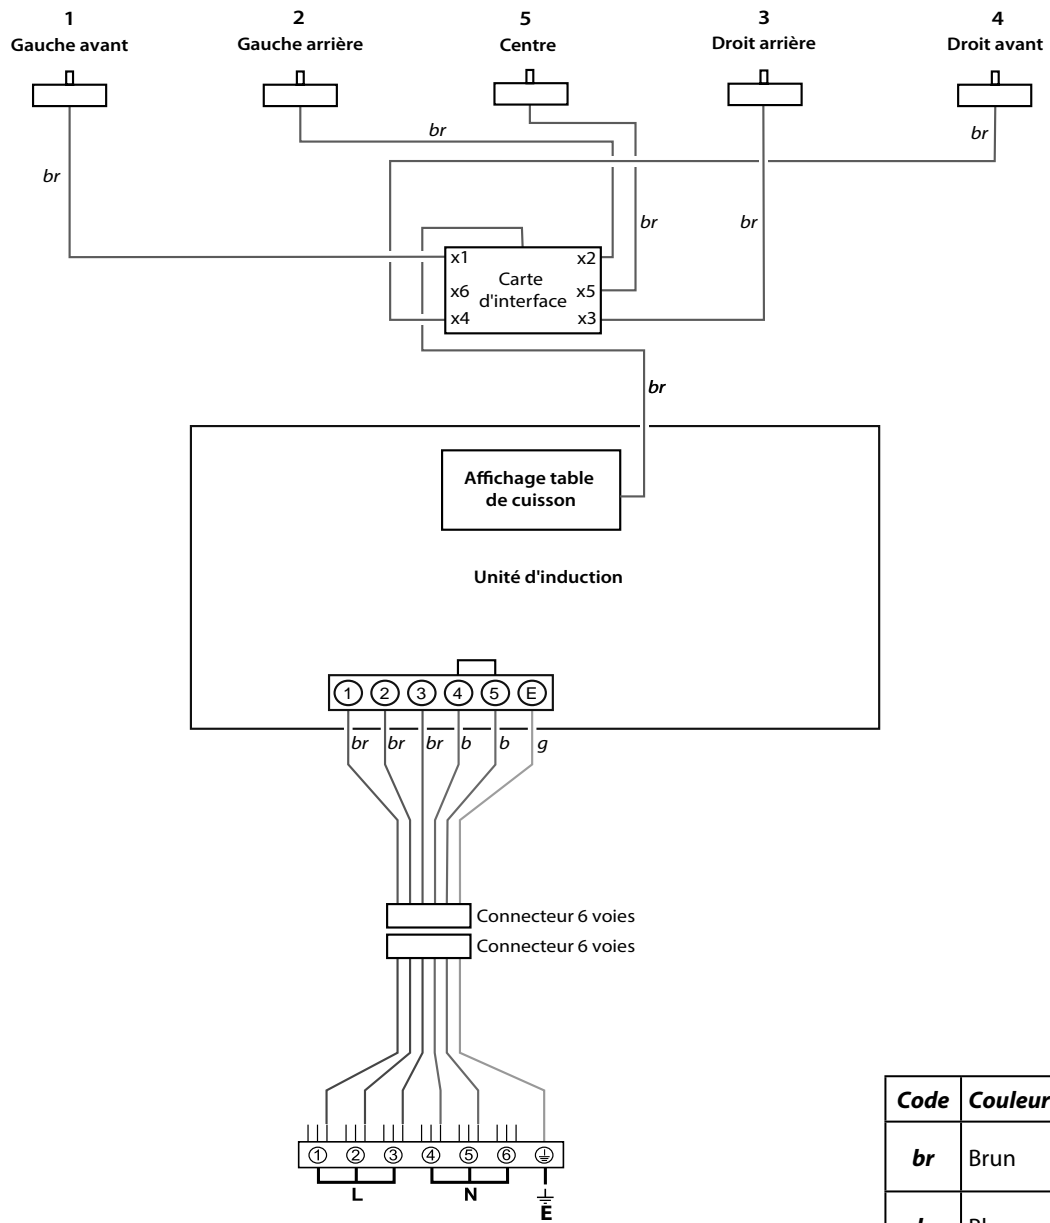 1 2 5 3 4
Gauche avant Gauche arrière Centre Droit arrière Droit avant
br br
br
br br
x1 x2
Carte
x6 x5
d'interface
x4 x3
br
Affichage table
de cuisson
Unité d'induction
1 2 3 4 5 E
br br br b b g
Connecteur 6 voies
Connecteur 6 voies
1 2 3 4 5 6
L N
E
Code Couleur
br Brun